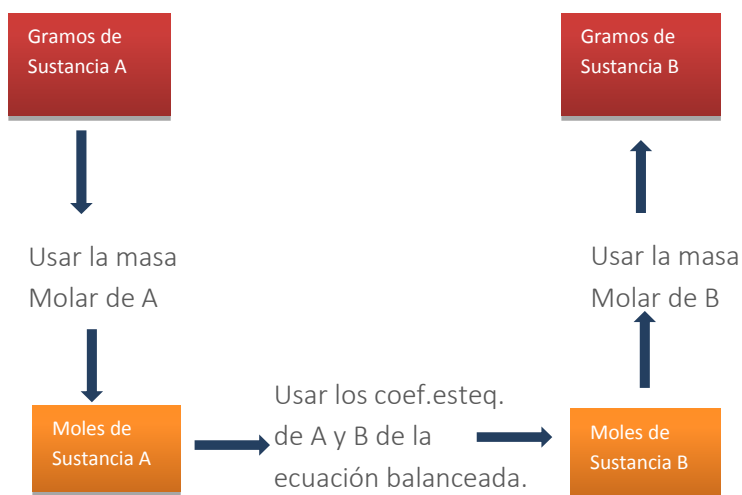 Gramos de
Sustancia A
Gramos de
Sustancia B
Usar la masa
Molar de A
Usar la masa
Molar de B
Moles de
Sustancia A
Usar los coef.esteq.
de A y B de la
ecuación balanceada.
Moles de
Sustancia B